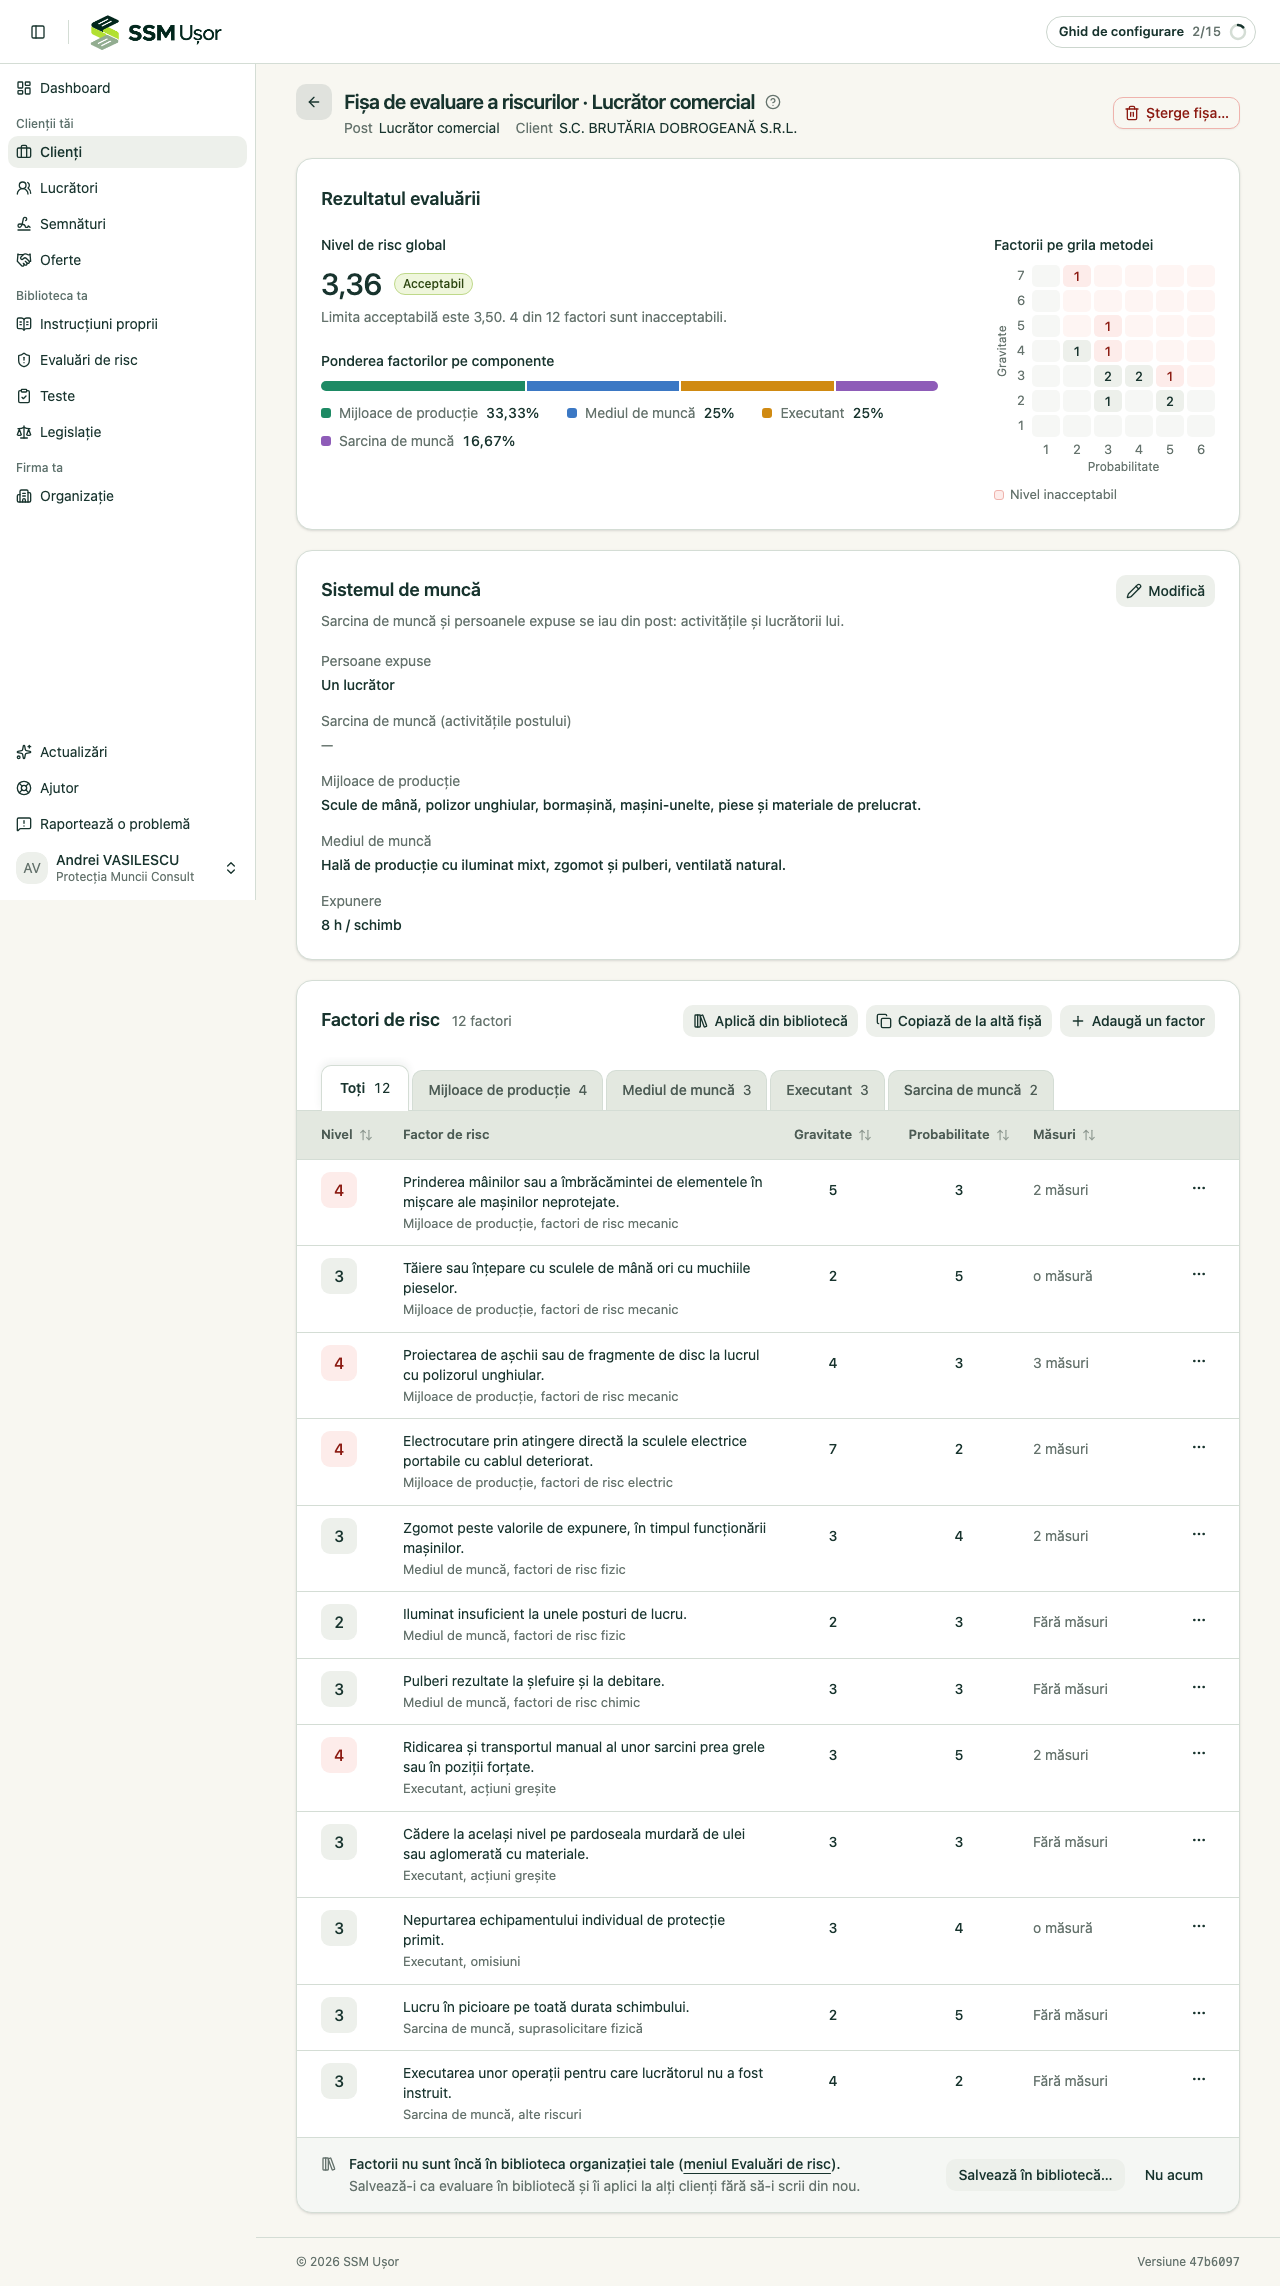 SSM Ușor
Ghid de configurare 2/15
Dashboard
Clienții tăi
Clienți
Lucrători
Semnături
Oferte
Biblioteca ta
Instrucțiuni proprii
Evaluări de risc
Teste
Legislație
Firma ta
Organizație
Actualizări
Ajutor
Raportează o problemă
AV
Andrei VASILESCU
Protecția Muncii Consult
Fișa de evaluare a riscurilor · Lucrător comercial
Post Lucrător comercial Client S.C. BRUTĂRIA DOBROGEANĂ S.R.L.
Șterge fișa...
Rezultatul evaluării
Nivel de risc global
3,36 Acceptabil
Limita acceptabilă este 3,50. 4 din 12 factori sunt inacceptabili.
Ponderea factorilor pe componente
Mijloace de producție 33,33% Mediul de muncă 25% Executant 25%
Sarcina de muncă 16,67%
Factorii pe grila metodei
Gravitate
7 1
6
5 1
4 1 1
3 2 2 1
2 1 2
1
1 2 3 4 5 6
Probabilitate
Nivel inacceptabil
Sistemul de muncă
Modifică
Sarcina de muncă și persoanele expuse se iau din post: activitățile și lucrătorii lui.
Persoane expuse
Un lucrător
Sarcina de muncă (activitățile postului)
—
Mijloace de producție
Scule de mână, polizor unghiular, bormașină, mașini-unelte, piese și materiale de prelucrat.
Mediul de muncă
Hală de producție cu iluminat mixt, zgomot și pulberi, ventilată natural.
Expunere
8 h / schimb
Factori de risc 12 factori
Aplică din bibliotecă
Copiază de la altă fișă
Adaugă un factor
Toți 12
Mijloace de producție 4
Mediul de muncă 3
Executant 3
Sarcina de muncă 2
Nivel Factor de risc Gravitate Probabilitate Măsuri
4 Prinderea mâinilor sau a îmbrăcămintei de elementele în 5 3 2 măsuri
mișcare ale mașinilor neprotejate.
Mijloace de producție, factori de risc mecanic
3 Tăiere sau înțepare cu sculele de mână ori cu muchiile 2 5 o măsură
pieselor.
Mijloace de producție, factori de risc mecanic
4 Proiectarea de așchii sau de fragmente de disc la lucrul 4 3 3 măsuri
cu polizorul unghiular.
Mijloace de producție, factori de risc mecanic
4 Electrocutare prin atingere directă la sculele electrice 7 2 2 măsuri
portabile cu cablul deteriorat.
Mijloace de producție, factori de risc electric
3 Zgomot peste valorile de expunere, în timpul funcționării 3 4 2 măsuri
mașinilor.
Mediul de muncă, factori de risc fizic
2 Iluminat insuficient la unele posturi de lucru. 2 3 Fără măsuri
Mediul de muncă, factori de risc fizic
3 Pulberi rezultate la șlefuire și la debitare. 3 3 Fără măsuri
Mediul de muncă, factori de risc chimic
4 Ridicarea și transportul manual al unor sarcini prea grele 3 5 2 măsuri
sau în poziții forțate.
Executant, acțiuni greșite
3 Cădere la același nivel pe pardoseala murdară de ulei 3 3 Fără măsuri
sau aglomerată cu materiale.
Executant, acțiuni greșite
3 Nepurtarea echipamentului individual de protecție 3 4 o măsură
primit.
Executant, omisiuni
3 Lucru în picioare pe toată durata schimbului. 2 5 Fără măsuri
Sarcina de muncă, suprasolicitare fizică
3 Executarea unor operații pentru care lucrătorul nu a fost 4 2 Fără măsuri
instruit.
Sarcina de muncă, alte riscuri
Factorii nu sunt încă în biblioteca organizației tale (meniul Evaluări de risc).
Salvează-i ca evaluare în bibliotecă și îi aplici la alți clienți fără să-i scrii din nou.
Salvează în bibliotecă...
Nu acum
© 2026 SSM Ușor
Versiune 47b6097